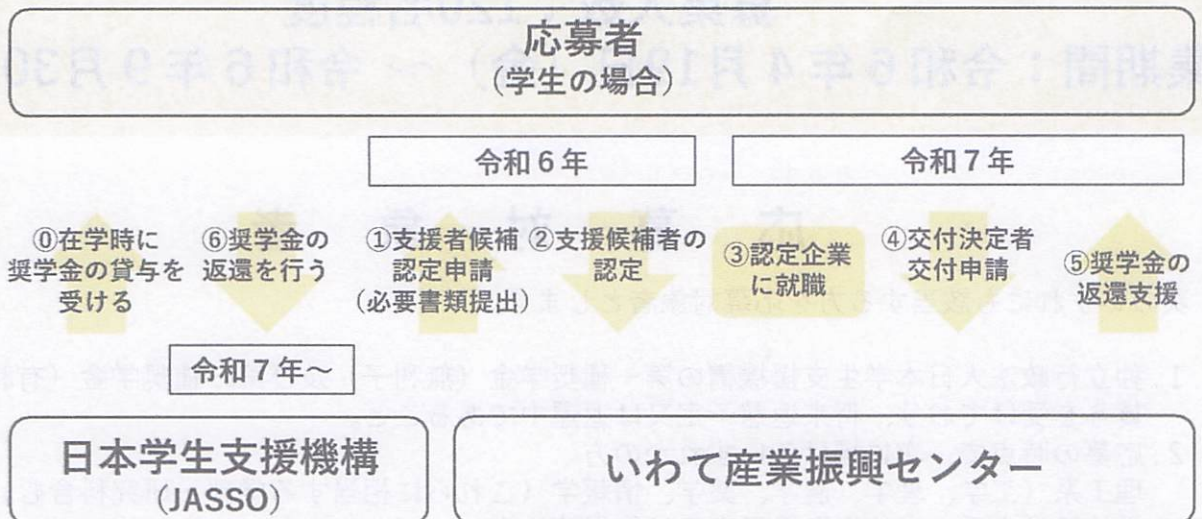 応募者
(学生の場合)
令和6年
令和7年
⓪在学時に
奨学金の貸与を
受ける
⑥奨学金の
返還を行う
①支援者候補
認定申請
(必要書類提出)
②支援候補者の
認定
③認定企業
に就職
④交付決定者
交付申請
⑤奨学金の
返還支援
令和7年~
日本学生支援機構
(JASSO)
いわて産業振興センター